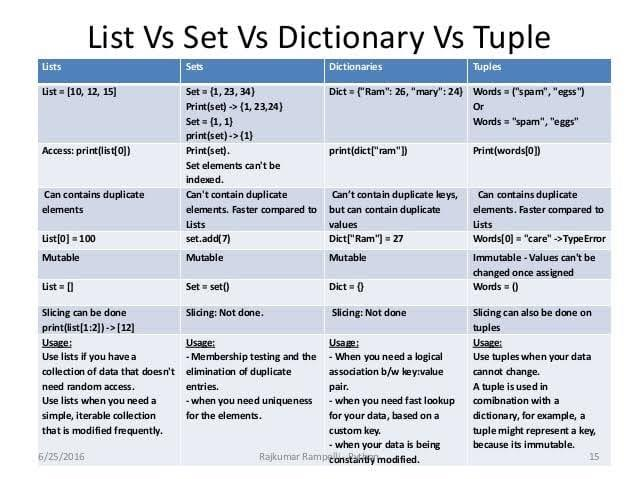 List Vs Set Vs Dictionary Vs Tuple
Lists
Sets
Dictionaries
Tuples
List = [10, 12, 15]
Set = {1, 23, 34}
Print(set) -> {1, 23,24}
Set = {1, 1}
print(set) -> {1}
Dict = {"Ram": 26, "mary": 24}
Words = ("spam", "egss")
Or
Words = "spam", "eggs"
Access: print(list[0])
Print(set).
Set elements can't be
indexed.
print(dict["ram"])
Print(words[0])
Can contains duplicate
elements
Can't contain duplicate
elements. Faster compared to
Lists
Can't contain duplicate keys,
but can contain duplicate
values
Can contains duplicate
elements. Faster compared to
Lists
List[0] = 100
set.add(7)
Dict["Ram"] = 27
Words[0] = "care" ->TypeError
Mutable
Mutable
Mutable
Immutable - Values can't be
changed once assigned
List = []
Set = set()
Dict = {}
Words = ()
Slicing can be done
print(list[1:2]) -> [12]
Slicing: Not done.
Slicing: Not done
Slicing can also be done on
tuples
Usage:
Use lists if you have a
collection of data that doesn't
need random access.
Use lists when you need a
simple, iterable collection
that is modified frequently.
Usage:
- Membership testing and the
elimination of duplicate
entries.
- when you need uniqueness
for the elements.
Usage:
- When you need a logical
association b/w key:value
pair.
- when you need fast lookup
for your data, based on a
custom key.
- when your data is being
constantly modified.
Usage:
Use tuples when your data
cannot change.
A tuple is used in
comibnation with a
dictionary, for example, a
tuple might represent a key,
because its immutable.
6/25/2016
Rajkumar Rampelli - Python
15